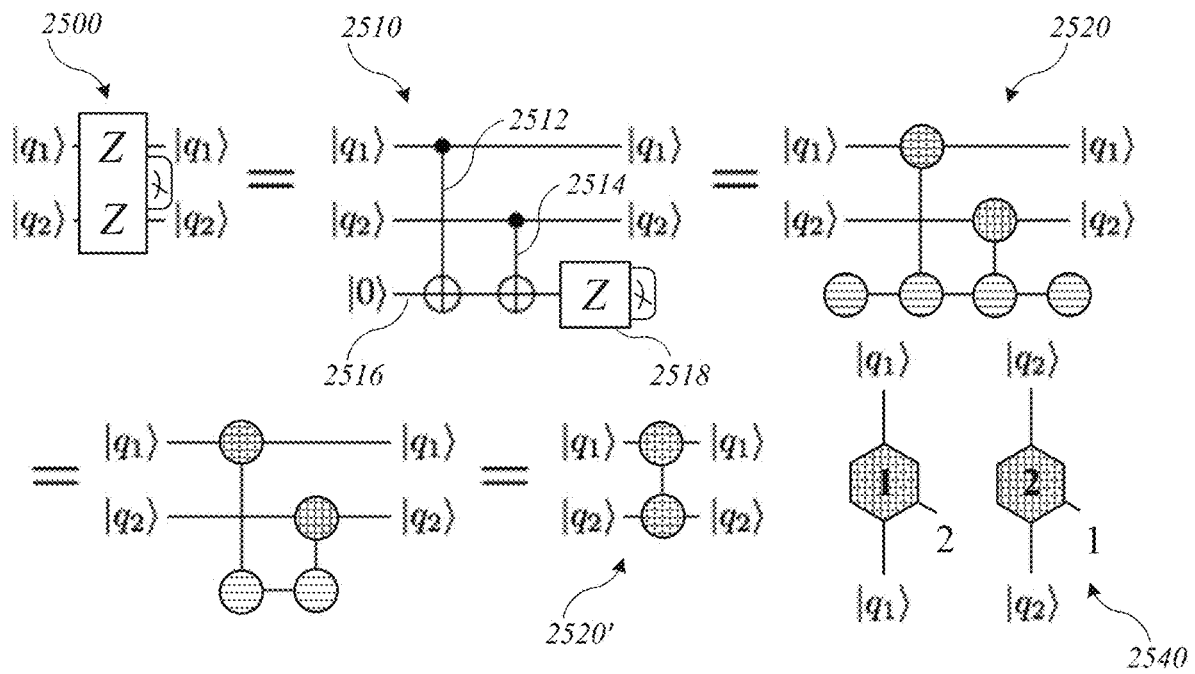 2500
2510
2520
|q₁⟩ Z |q₁⟩ = |q₁⟩ 2512 |q₁⟩ = |q₁⟩ |q₁⟩
|q₂⟩ Z |q₂⟩ |q₂⟩ 2514 |q₂⟩ |q₂⟩ |q₂⟩
|0⟩ Z
2516 2518
|q₁⟩ |q₂⟩
= |q₁⟩ |q₁⟩ = |q₁⟩ |q₁⟩
|q₂⟩ |q₂⟩ |q₂⟩ |q₂⟩
1 2
2 1
|q₁⟩ |q₂⟩
2520'
2540